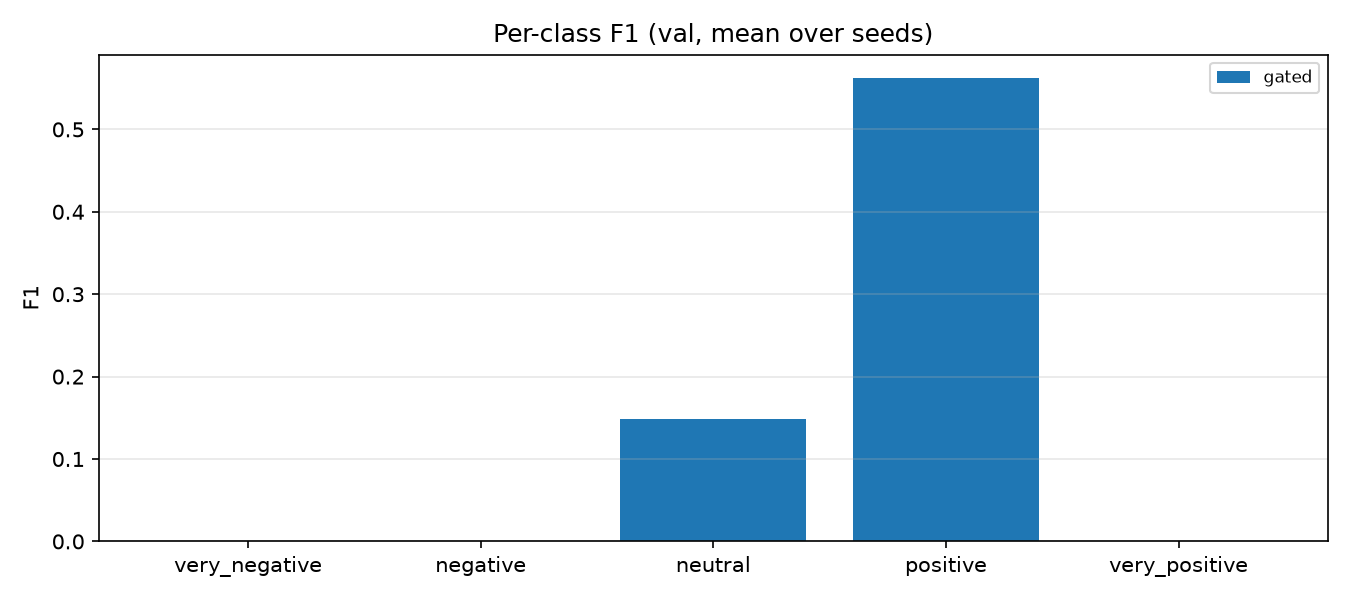 Per-class F1 (val, mean over seeds)
gated
0.5
0.4
0.3
0.2
0.1
0.0
F1
very_negative
negative
neutral
positive
very_positive